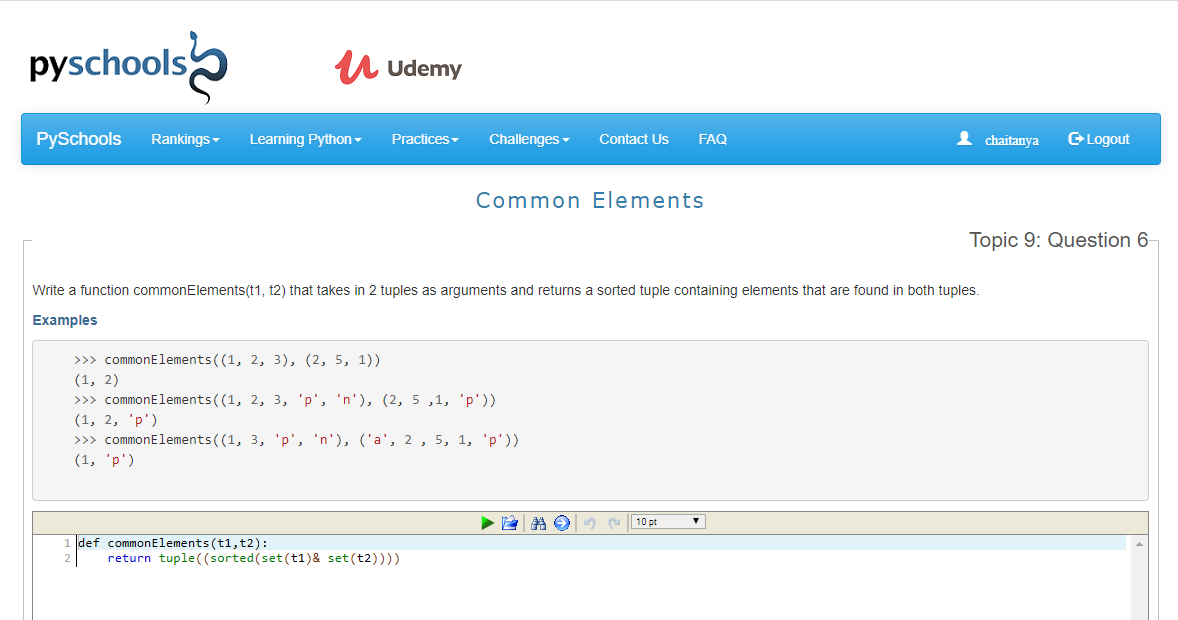 pyschools
Udemy
PySchools Rankings Learning Python Practices Challenges Contact Us FAQ chaitanya Logout
Common Elements
Topic 9: Question 6
Write a function commonElements(t1, t2) that takes in 2 tuples as arguments and returns a sorted tuple containing elements that are found in both tuples.
Examples
>>> commonElements((1, 2, 3), (2, 5, 1))
(1, 2)
>>> commonElements((1, 2, 3, 'p', 'n'), (2, 5 ,1, 'p'))
(1, 2, 'p')
>>> commonElements((1, 3, 'p', 'n'), ('a', 2 , 5, 1, 'p'))
(1, 'p')
10 pt
1 def commonElements(t1,t2):
2 return tuple((sorted(set(t1)& set(t2))))